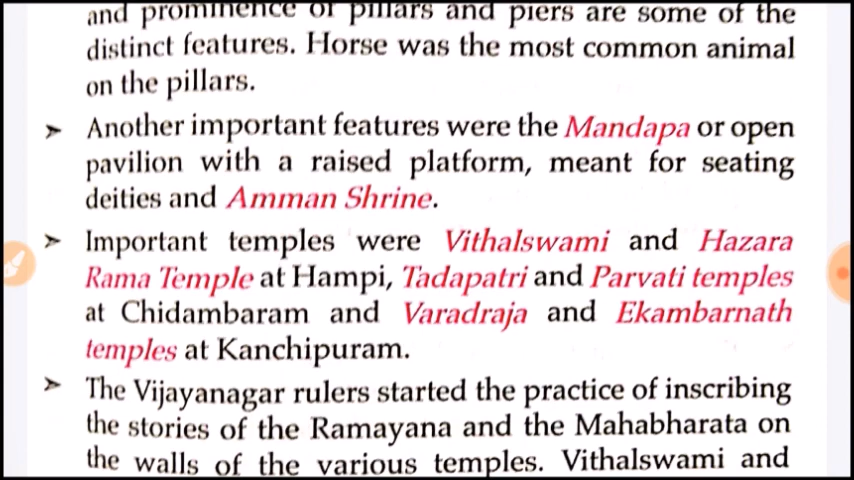 and prominence of pillars and piers are some of the
distinct features. Horse was the most common animal
on the pillars.
➤ Another important features were the Mandapa or open
pavilion with a raised platform, meant for seating
deities and Amman Shrine.
➤ Important temples were Vithalswami and Hazara
Rama Temple at Hampi, Tadapatri and Parvati temples
at Chidambaram and Varadraja and Ekambarnath
temples at Kanchipuram.
➤ The Vijayanagar rulers started the practice of inscribing
the stories of the Ramayana and the Mahabharata on
the walls of the various temples. Vithalswami and